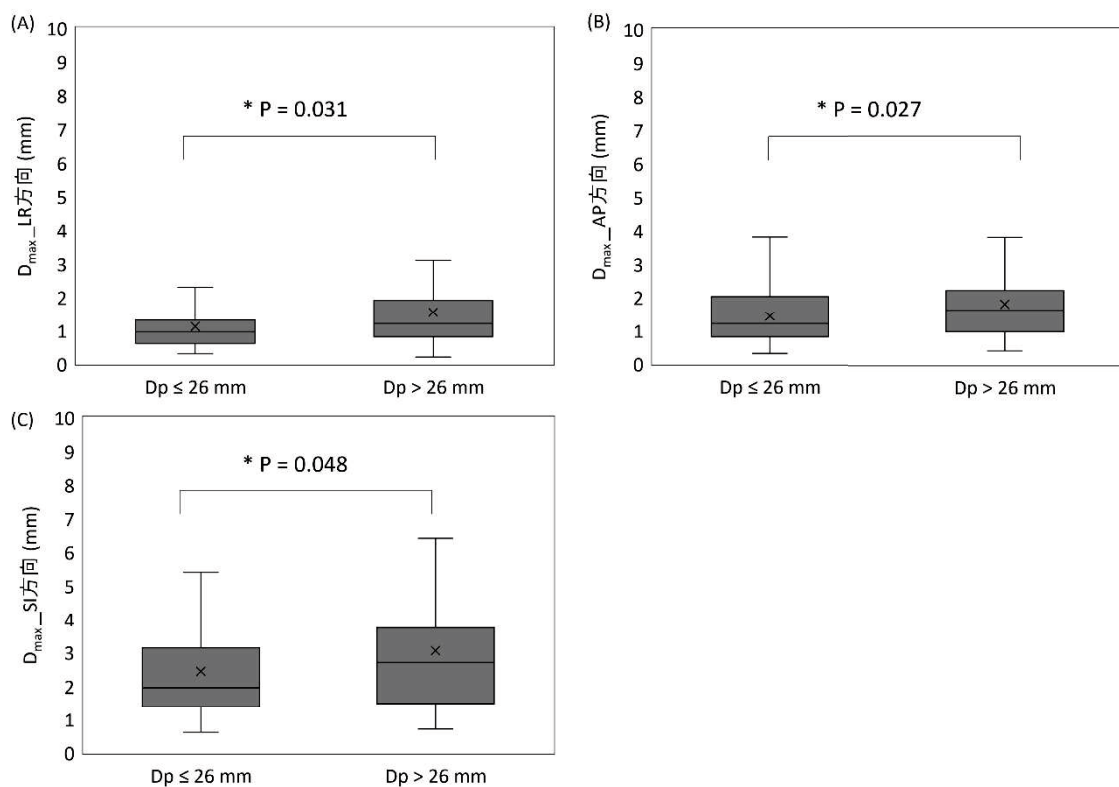 (A)
10
9
8
7
6
5
4
3
2
1
0
Dmax_LR方向 (mm)
* P = 0.031
Dp ≤ 26 mm
Dp > 26 mm
(B)
10
9
8
7
6
5
4
3
2
1
0
Dmax_AP方向 (mm)
* P = 0.027
Dp ≤ 26 mm
Dp > 26 mm
(C)
10
9
8
7
6
5
4
3
2
1
0
Dmax_SI方向 (mm)
* P = 0.048
Dp ≤ 26 mm
Dp > 26 mm